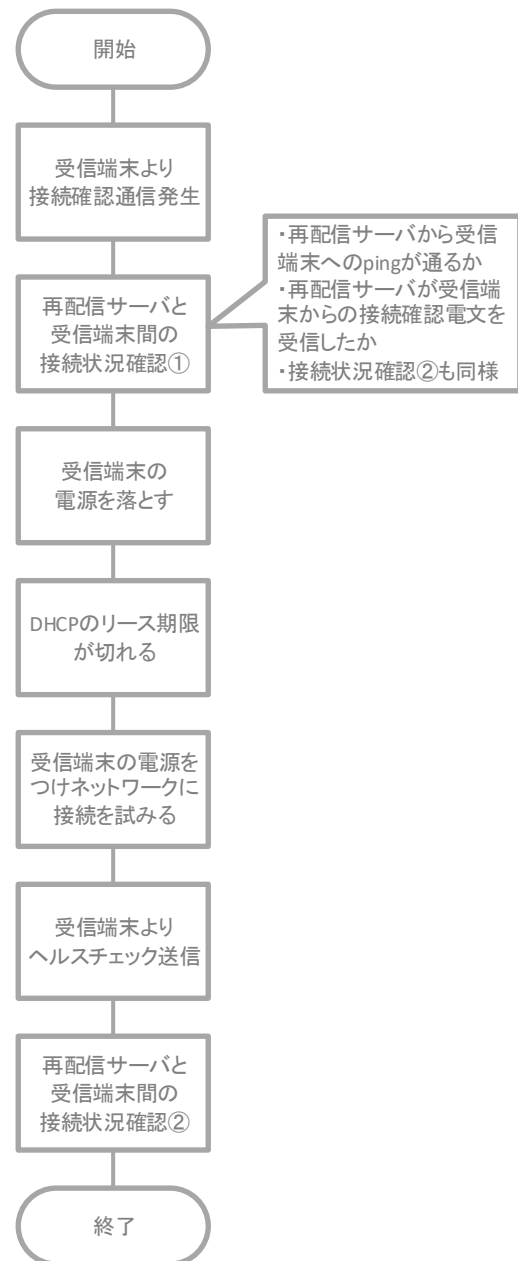 開始
受信端末より
接続確認通信発生
・再配信サーバから受信
端末へのpingが通るか
・再配信サーバが受信端
末からの接続確認電文を
受信したか
・接続状況確認②も同様
再配信サーバと
受信端末間の
接続状況確認①
受信端末の
電源を落とす
DHCPのリース期限
が切れる
受信端末の電源を
つけネットワークに
接続を試みる
受信端末より
ヘルスチェック送信
再配信サーバと
受信端末間の
接続状況確認②
終了